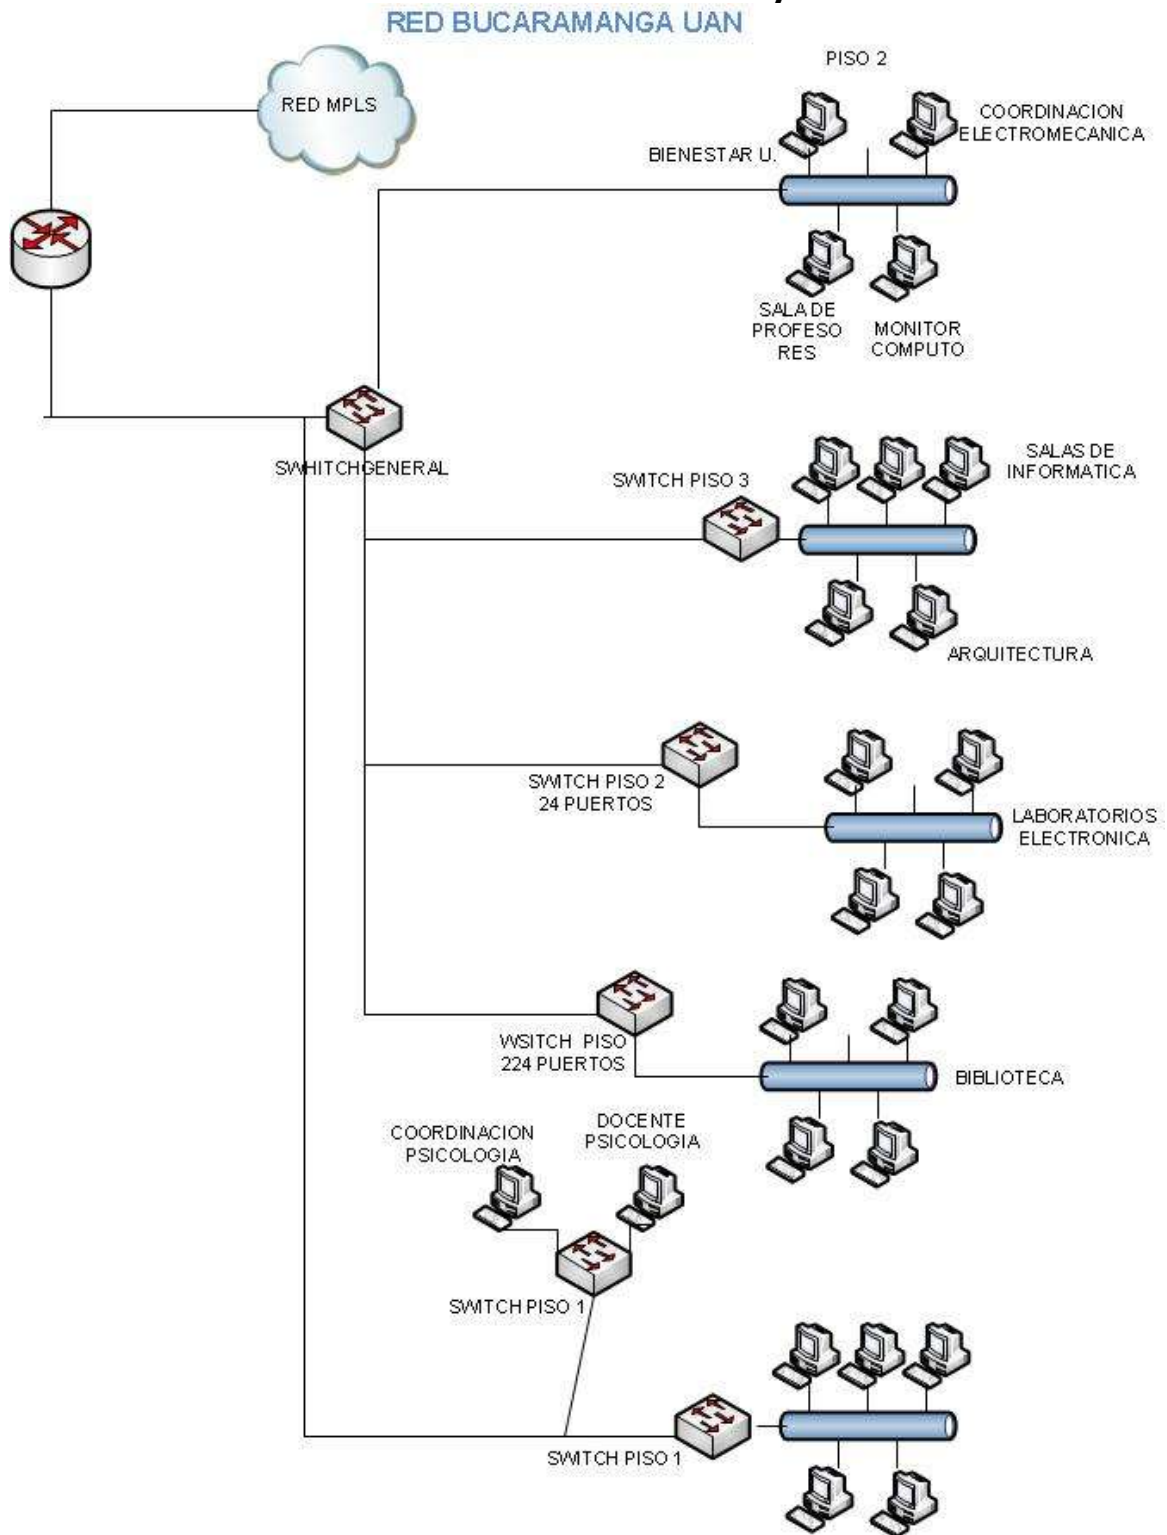 RED BUCARAMANGA UAN
PISO 2
RED MPLS
COORDINACION
ELECTROMECANICA
BIENESTAR U.
SALA DE
PROFESO
RES
MONITOR
COMPUTO
SWHITCHGENERAL
SWITCH PISO 3
SALAS DE
INFORMATICA
ARQUITECTURA
SWITCH PISO 2
24 PUERTOS
LABORATORIOS
ELECTRONICA
WSITCH PISO
224 PUERTOS
BIBLIOTECA
COORDINACION
PSICOLOGIA
DOCENTE
PSICOLOGIA
SWITCH PISO 1
SWITCH PISO 1